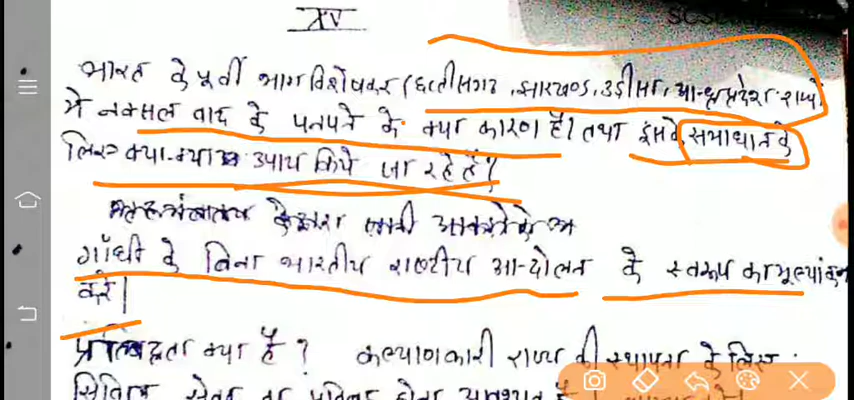 XV
भारत के पूर्वी भाग विशेषकर (छत्तीसगढ, झारखण्ड, उडीसा, आन्ध्रप्रदेश राज्यों
मे नक्सल वाद के पनपने के क्या कारण है। तथा इसके समाधान के
लिए क्या-क्या उपाय किये जा रहे हैं?
के द्वारा
गाँधी के बिना भारतीय राष्ट्रीय आन्दोलन के स्वरूप का मूल्यांकन
करे।
प्रतिबद्धता क्या है? कल्याणकारी राज्य की स्थापना के लिए
सिविल